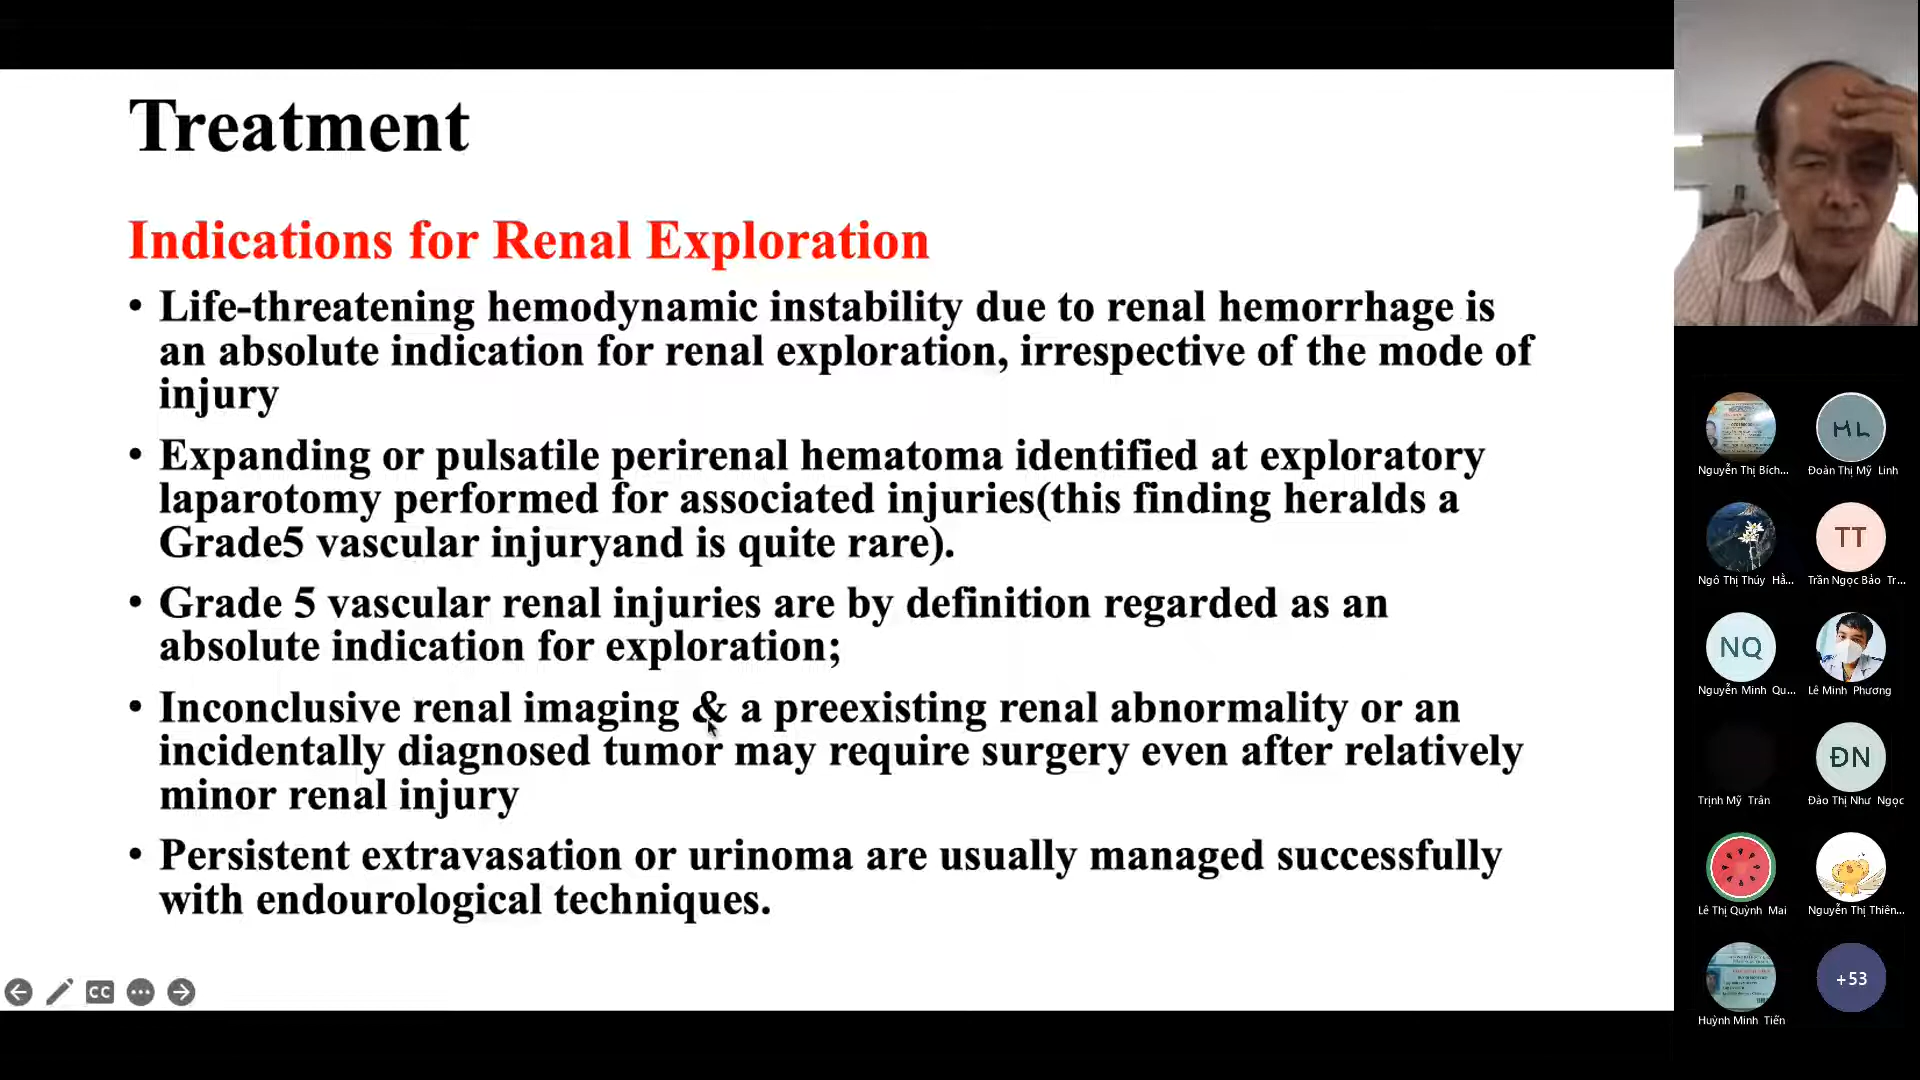 Treatment
Indications for Renal Exploration
• Life-threatening hemodynamic instability due to renal hemorrhage is
an absolute indication for renal exploration, irrespective of the mode of
injury
• Expanding or pulsatile perirenal hematoma identified at exploratory
laparotomy performed for associated injuries(this finding heralds a
Grade5 vascular injuryand is quite rare).
• Grade 5 vascular renal injuries are by definition regarded as an
absolute indication for exploration;
• Inconclusive renal imaging & a preexisting renal abnormality or an
incidentally diagnosed tumor may require surgery even after relatively
minor renal injury
• Persistent extravasation or urinoma are usually managed successfully
with endourological techniques.
CC
ML
Nguyễn Thị Bích...
Đoàn Thị Mỹ Linh
TT
Ngô Thị Thúy Hằ...
Trần Ngọc Bảo Tr...
NQ
Nguyễn Minh Qu...
Lê Minh Phương
ĐN
Trịnh Mỹ Trân
Đào Thị Như Ngọc
Lê Thị Quỳnh Mai
Nguyễn Thị Thiên...
+53
Huỳnh Minh Tiến